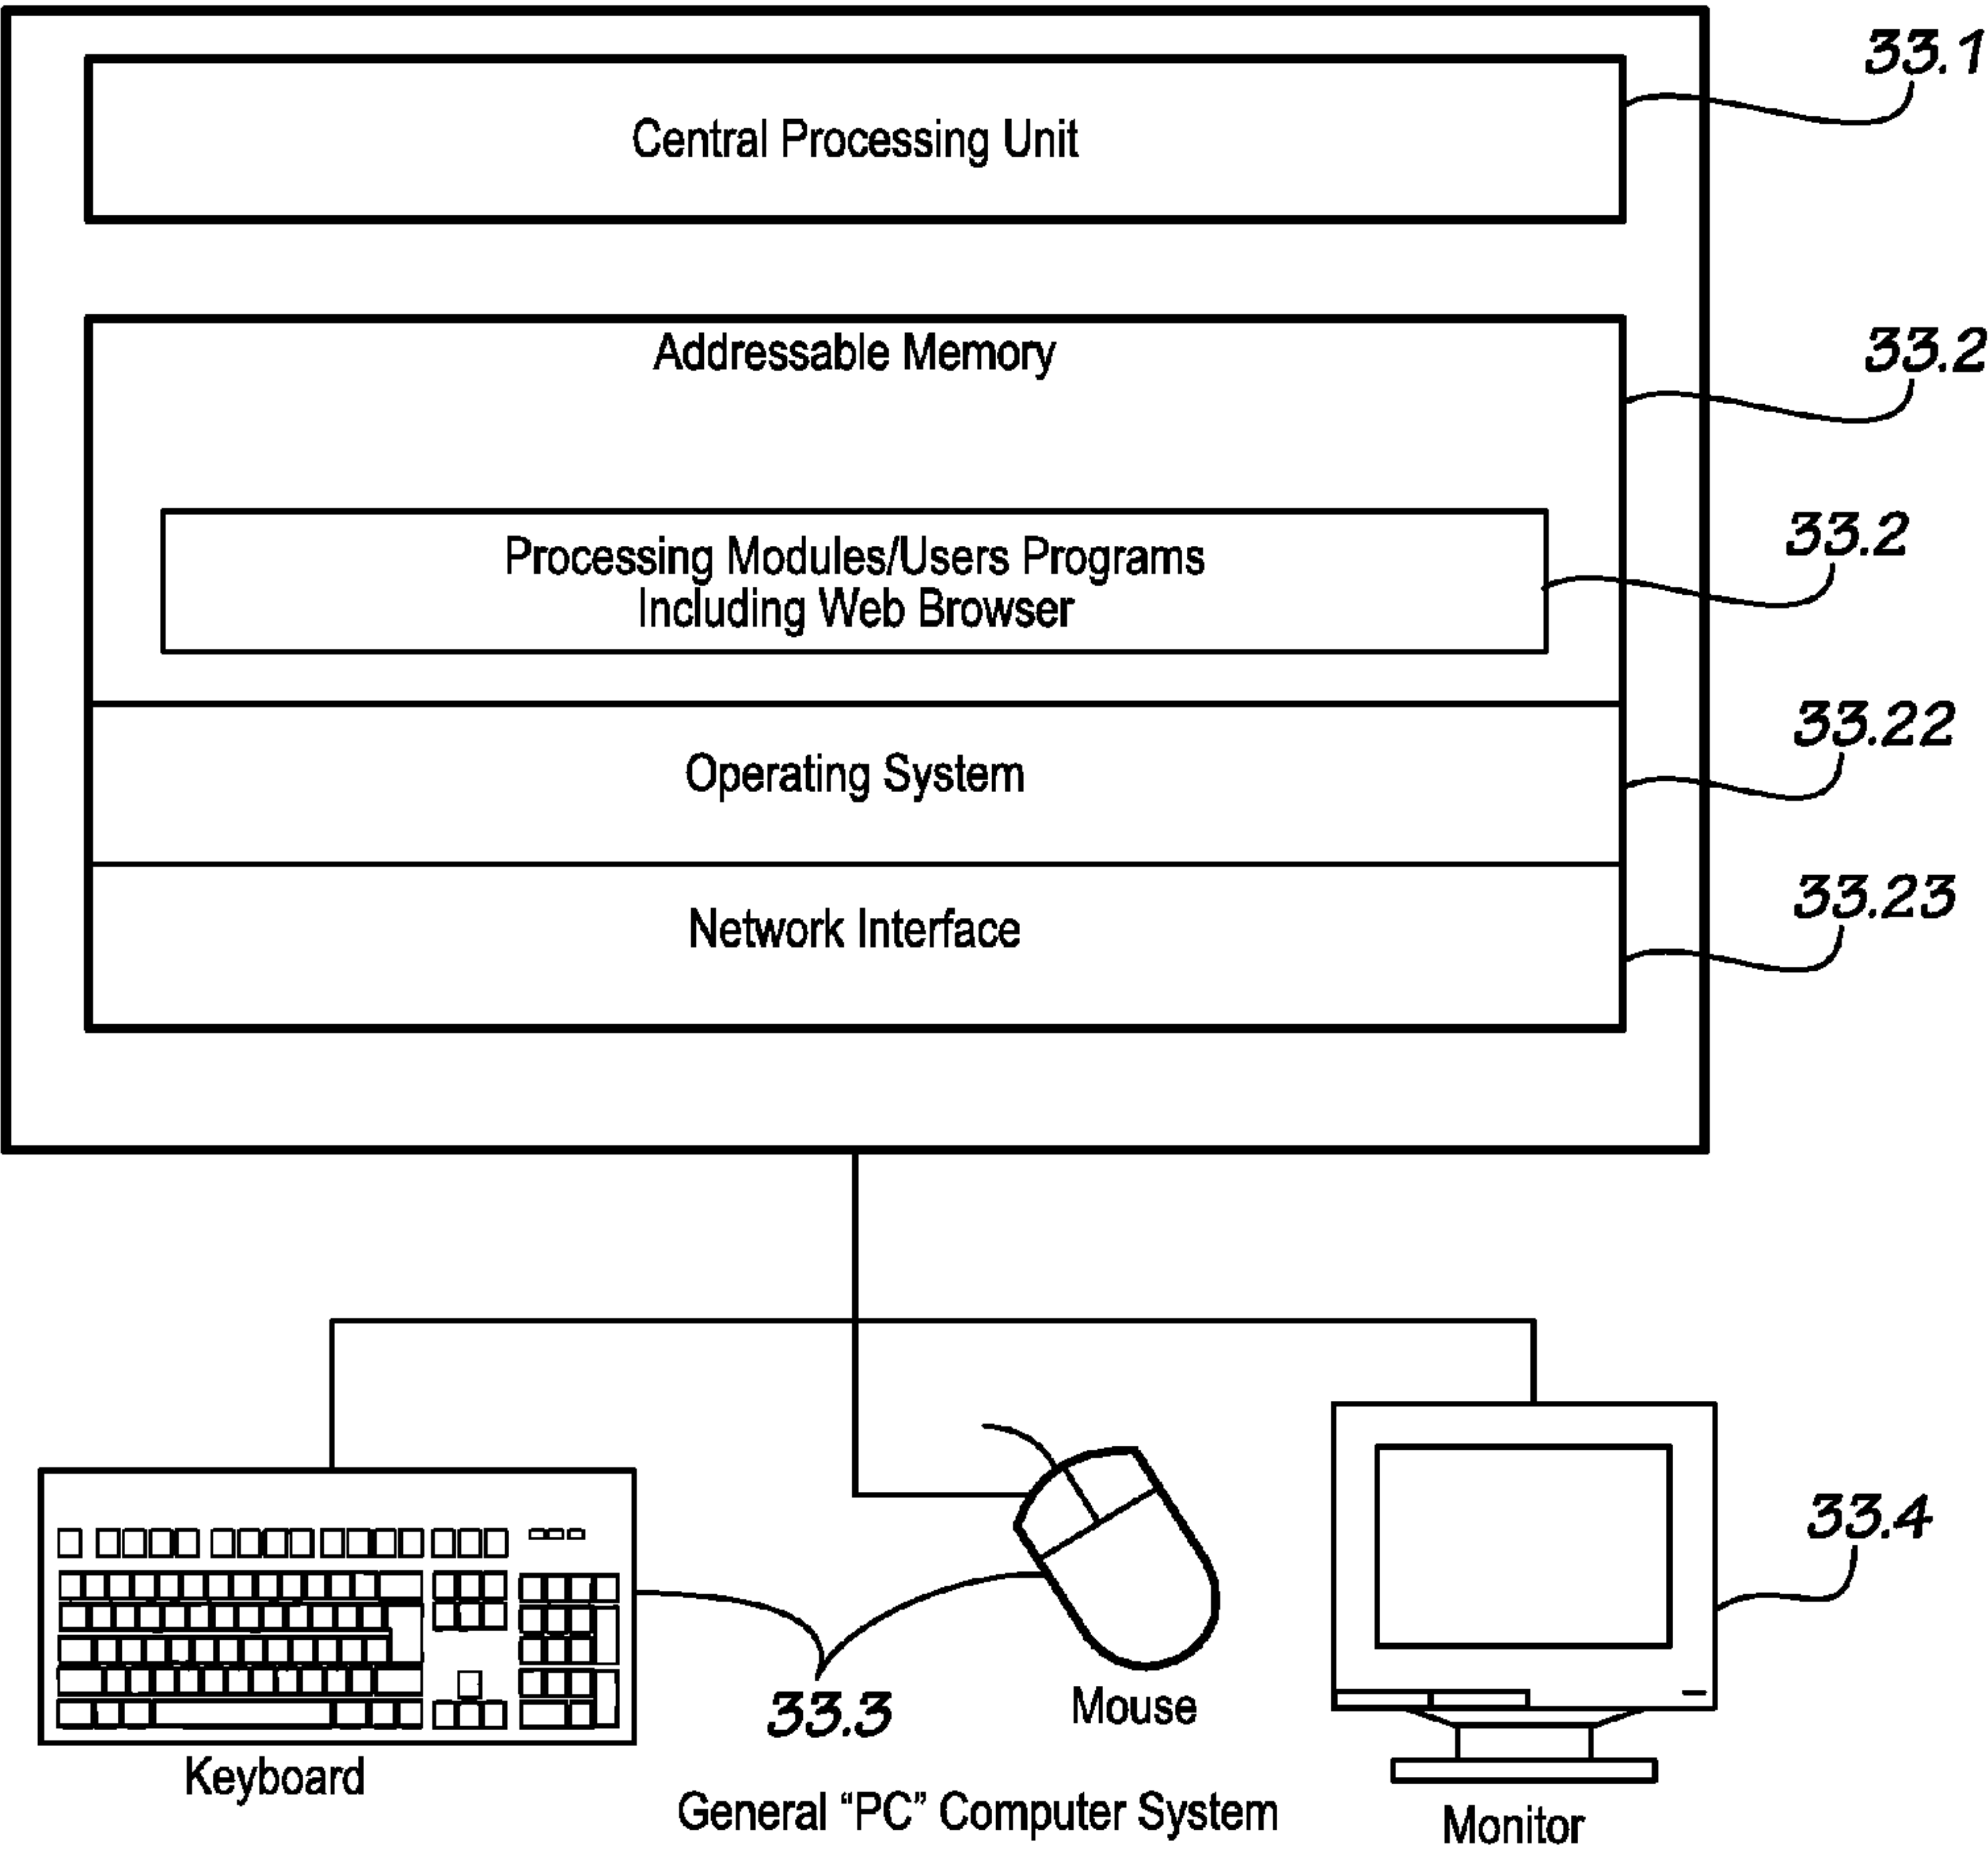 33.1
Central Processing Unit
Addressable Memory
33.2
Processing Modules/Users Programs
Including Web Browser
33.2
33.22
Operating System
33.23
Network Interface
33.4
33.3
Mouse
Keyboard
General “PC” Computer System
Monitor